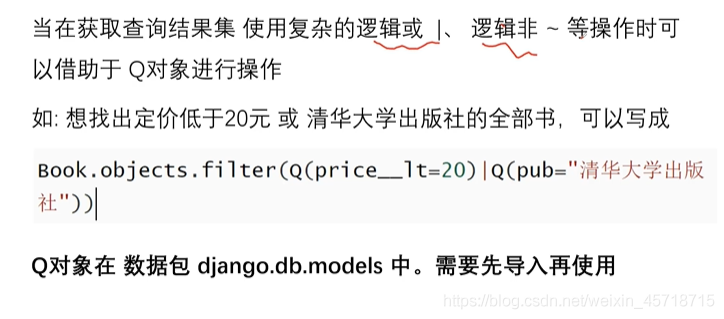 当在获取查询结果集 使用复杂的逻辑或 |、 逻辑非 ~ 等操作时可
以借助于 Q对象进行操作
如: 想找出定价低于20元 或 清华大学出版社的全部书，可以写成
Book.objects.filter(Q(price__lt=20)|Q(pub="清华大学出版
社"))
Q对象在 数据包 django.db.models 中。需要先导入再使用
https://blog.csdn.net/weixin_45718715